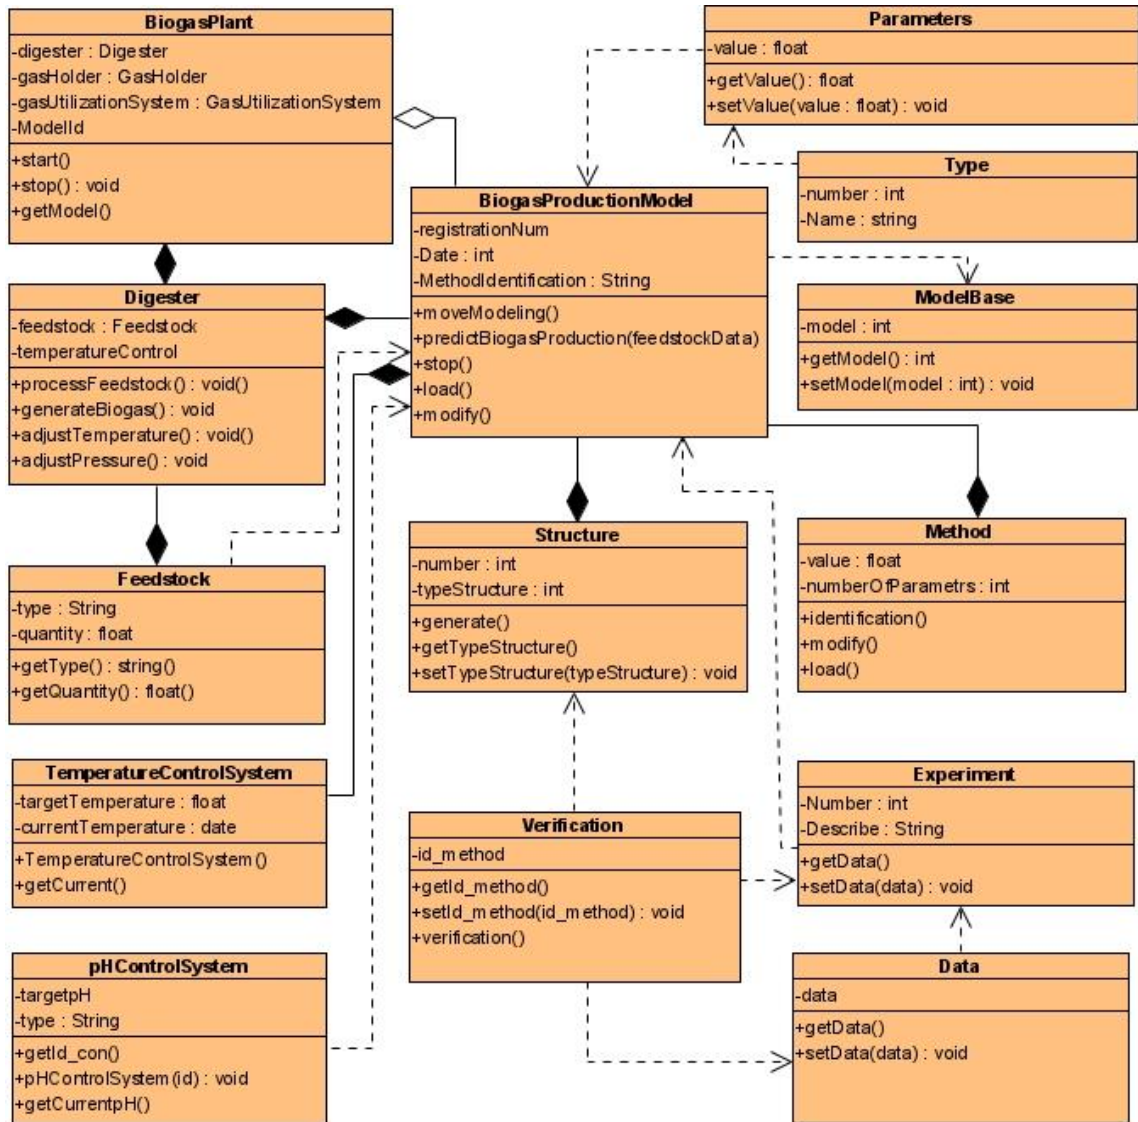 BiogasPlant
-digester : Digester
-gasHolder : GasHolder
-gasUtilizationSystem : GasUtilizationSystem
-ModelId
+start()
+stop() : void
+getModel()
Parameters
-value : float
+getValue() : float
+setValue(value : float) : void
Type
-number : int
-Name : string
BiogasProductionModel
-registrationNum
-Date : int
-MethodIdentification : String
+moveModeling()
+predictBiogasProduction(feedstockData)
+stop()
+load()
+modify()
ModelBase
-model : int
+getModel() : int
+setModel(model : int) : void
Digester
-feedstock : Feedstock
-temperatureControl
+processFeedstock() : void()
+generateBiogas() : void
+adjustTemperature() : void()
+adjustPressure() : void
Feedstock
-type : String
-quantity : float
+getType() : string()
+getQuantity() : float()
Structure
-number : int
-typeStructure : int
+generate()
+getTypeStructure()
+setTypeStructure(typeStructure) : void
Method
-value : float
-numberOfParametrs : int
+identification()
+modify()
+load()
TemperatureControlSystem
-targetTemperature : float
-currentTemperature : date
+TemperatureControlSystem()
+getCurrent()
Verification
-id_method
+getId_method()
+setId_method(id_method) : void
+verification()
Experiment
-Number : int
-Describe : String
+getData()
+setData(data) : void
pHControlSystem
-targetpH
-type : String
+getId_con()
+pHControlSystem(id) : void
+getCurrentpH()
Data
-data
+getData()
+setData(data) : void